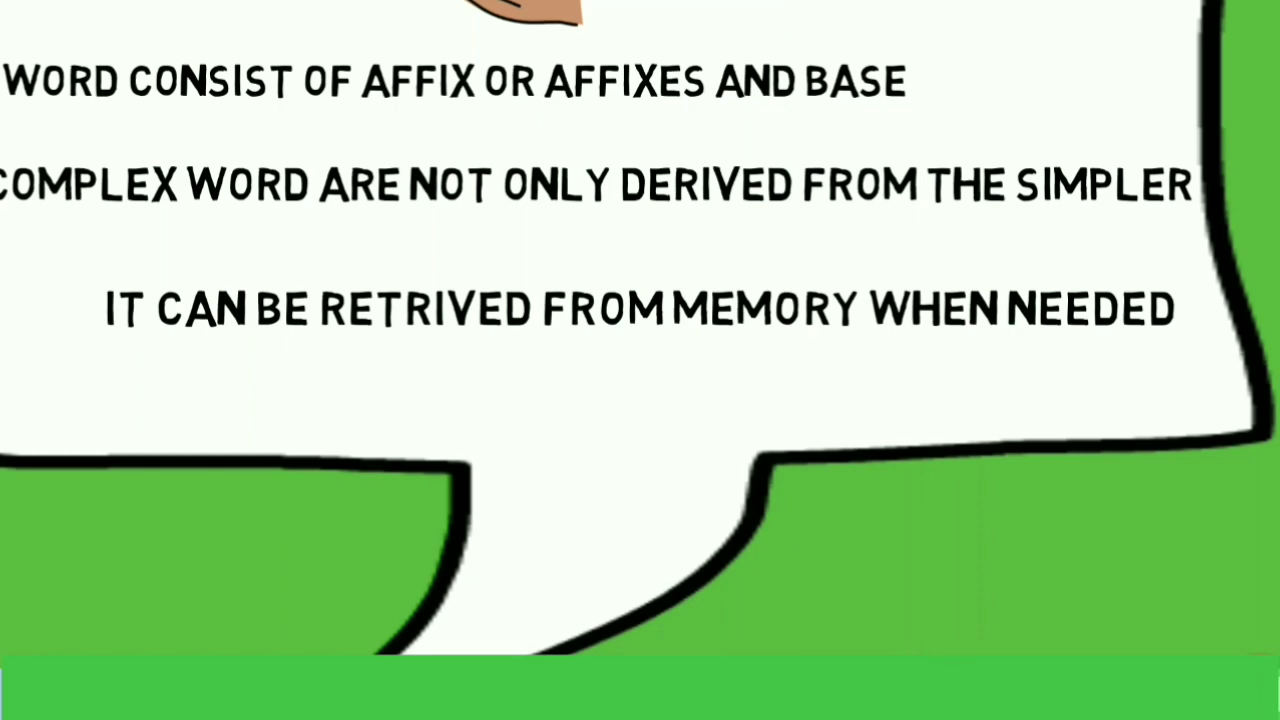 WORD CONSIST OF AFFIX OR AFFIXES AND BASE
COMPLEX WORD ARE NOT ONLY DERIVED FROM THE SIMPLER
IT CAN BE RETRIVED FROM MEMORY WHEN NEEDED